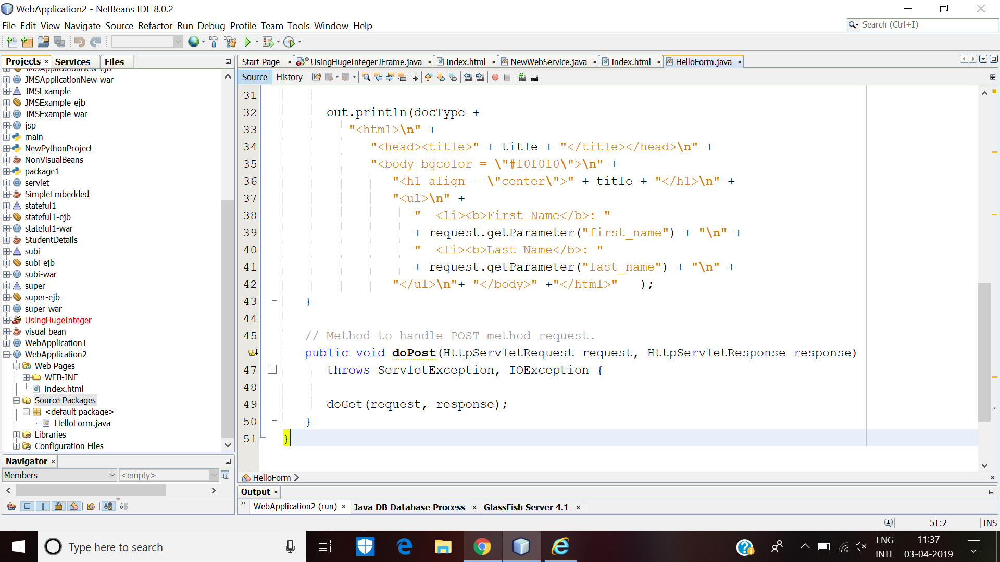 WebApplication2 - NetBeans IDE 8.0.2
File Edit View Navigate Source Refactor Run Debug Profile Team Tools Window Help
Search (Ctrl+I)
Projects
Services
Files
JMSApplicationNew-ejb
JMSApplicationNew-war
JMSExample
JMSExample-ejb
JMSExample-war
jsp
main
NewPythonProject
NonVisualBeans
package1
servlet
SimpleEmbedded
stateful1
stateful1-ejb
stateful1-war
StudentDetails
subi
subi-ejb
subi-war
super
super-ejb
super-war
UsingHugeInteger
visual bean
WebApplication1
WebApplication2
Web Pages
WEB-INF
index.html
Source Packages
<default package>
HelloForm.java
Libraries
Configuration Files
Navigator
Members
<empty>
Start Page
UsingHugeIntegerJFrame.java
index.html
NewWebService.java
index.html
HelloForm.java
Source
History
31
32 out.println(docType +
33 "<html>\n" +
34 "<head><title>" + title + "</title></head>\n" +
35 "<body bgcolor = \"#f0f0f0\">\n" +
36 "<h1 align = \"center\">" + title + "</h1>\n" +
37 "<ul>\n" +
38 "  <li><b>First Name</b>: "
39 + request.getParameter("first_name") + "\n" +
40 "  <li><b>Last Name</b>: "
41 + request.getParameter("last_name") + "\n" +
42 "</ul>\n"+ "</body>" +"</html>"   );
43 }
44
45 // Method to handle POST method request.
public void doPost(HttpServletRequest request, HttpServletResponse response)
47 throws ServletException, IOException {
48
49 doGet(request, response);
50 }
51 }
HelloForm
Output
WebApplication2 (run)
Java DB Database Process
GlassFish Server 4.1
51:2
INS
Type here to search
ENG
INTL
11:37
03-04-2019